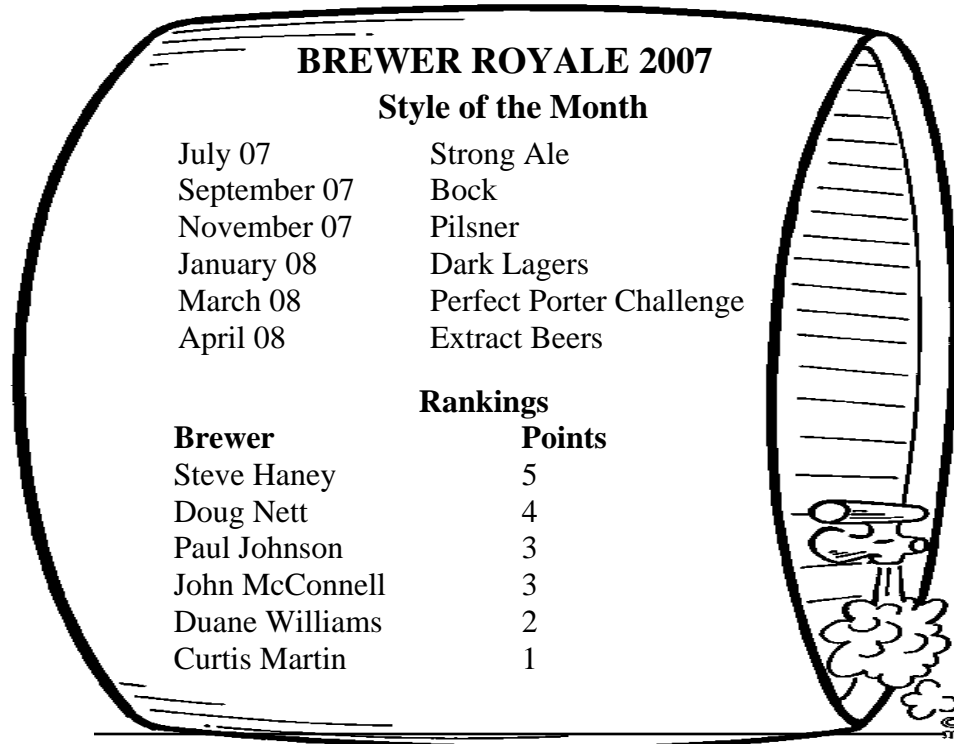 BREWER ROYALE 2007
Style of the Month
July 07 Strong Ale
September 07 Bock
November 07 Pilsner
January 08 Dark Lagers
March 08 Perfect Porter Challenge
April 08 Extract Beers
Rankings
Brewer Points
Steve Haney 5
Doug Nett 4
Paul Johnson 3
John McConnell 3
Duane Williams 2
Curtis Martin 1
©